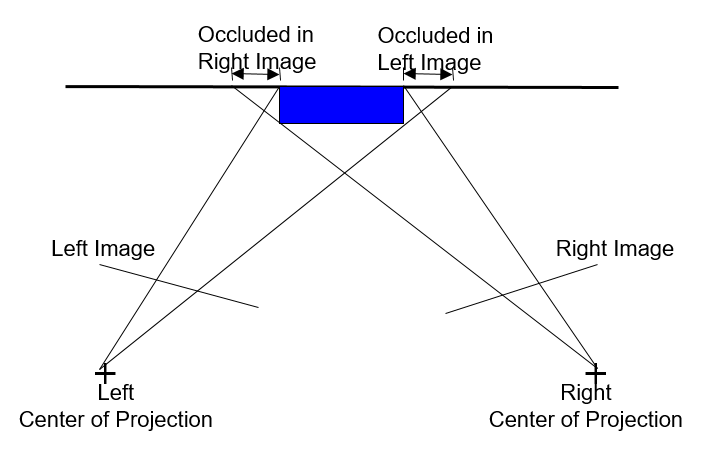 Occluded in
Right Image
Occluded in
Left Image
Left Image
Right Image
Left
Center of Projection
Right
Center of Projection